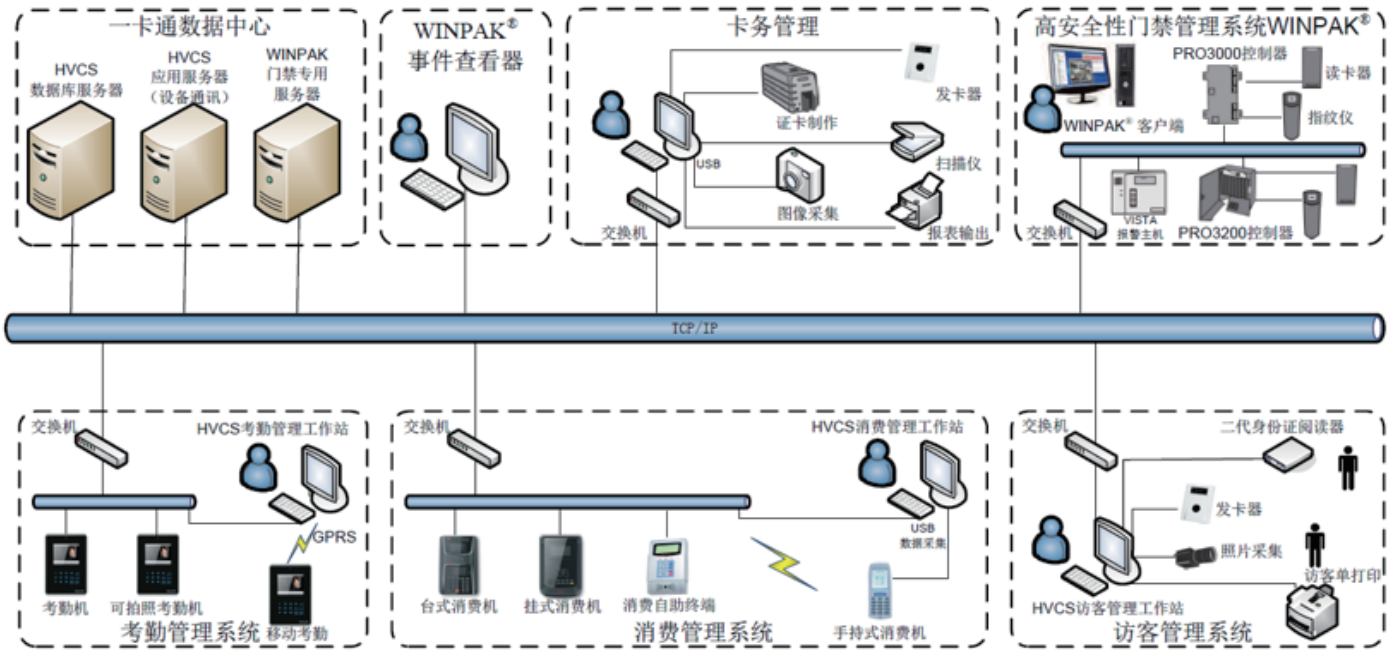 一卡通数据中心
HVCS
数据库服务器
HVCS
应用服务器
（设备通讯）
WINPAK
门禁专用
服务器
WINPAK®
事件查看器
卡务管理
发卡器
证卡制作
USB
扫描仪
图像采集
交换机
报表输出
高安全性门禁管理系统WINPAK®
PRO3000控制器
读卡器
WINPAK® 客户端
指纹仪
交换机
VISTA
报警主机
PRO3200控制器
TCP/IP
交换机
HVCS考勤管理工作站
GPRS
考勤机
可拍照考勤机
移动考勤
考勤管理系统
交换机
HVCS消费管理工作站
USB
数据采集
台式消费机
挂式消费机
消费自助终端
手持式消费机
消费管理系统
交换机
二代身份证阅读器
发卡器
照片采集
访客单打印
HVCS访客管理工作站
访客管理系统